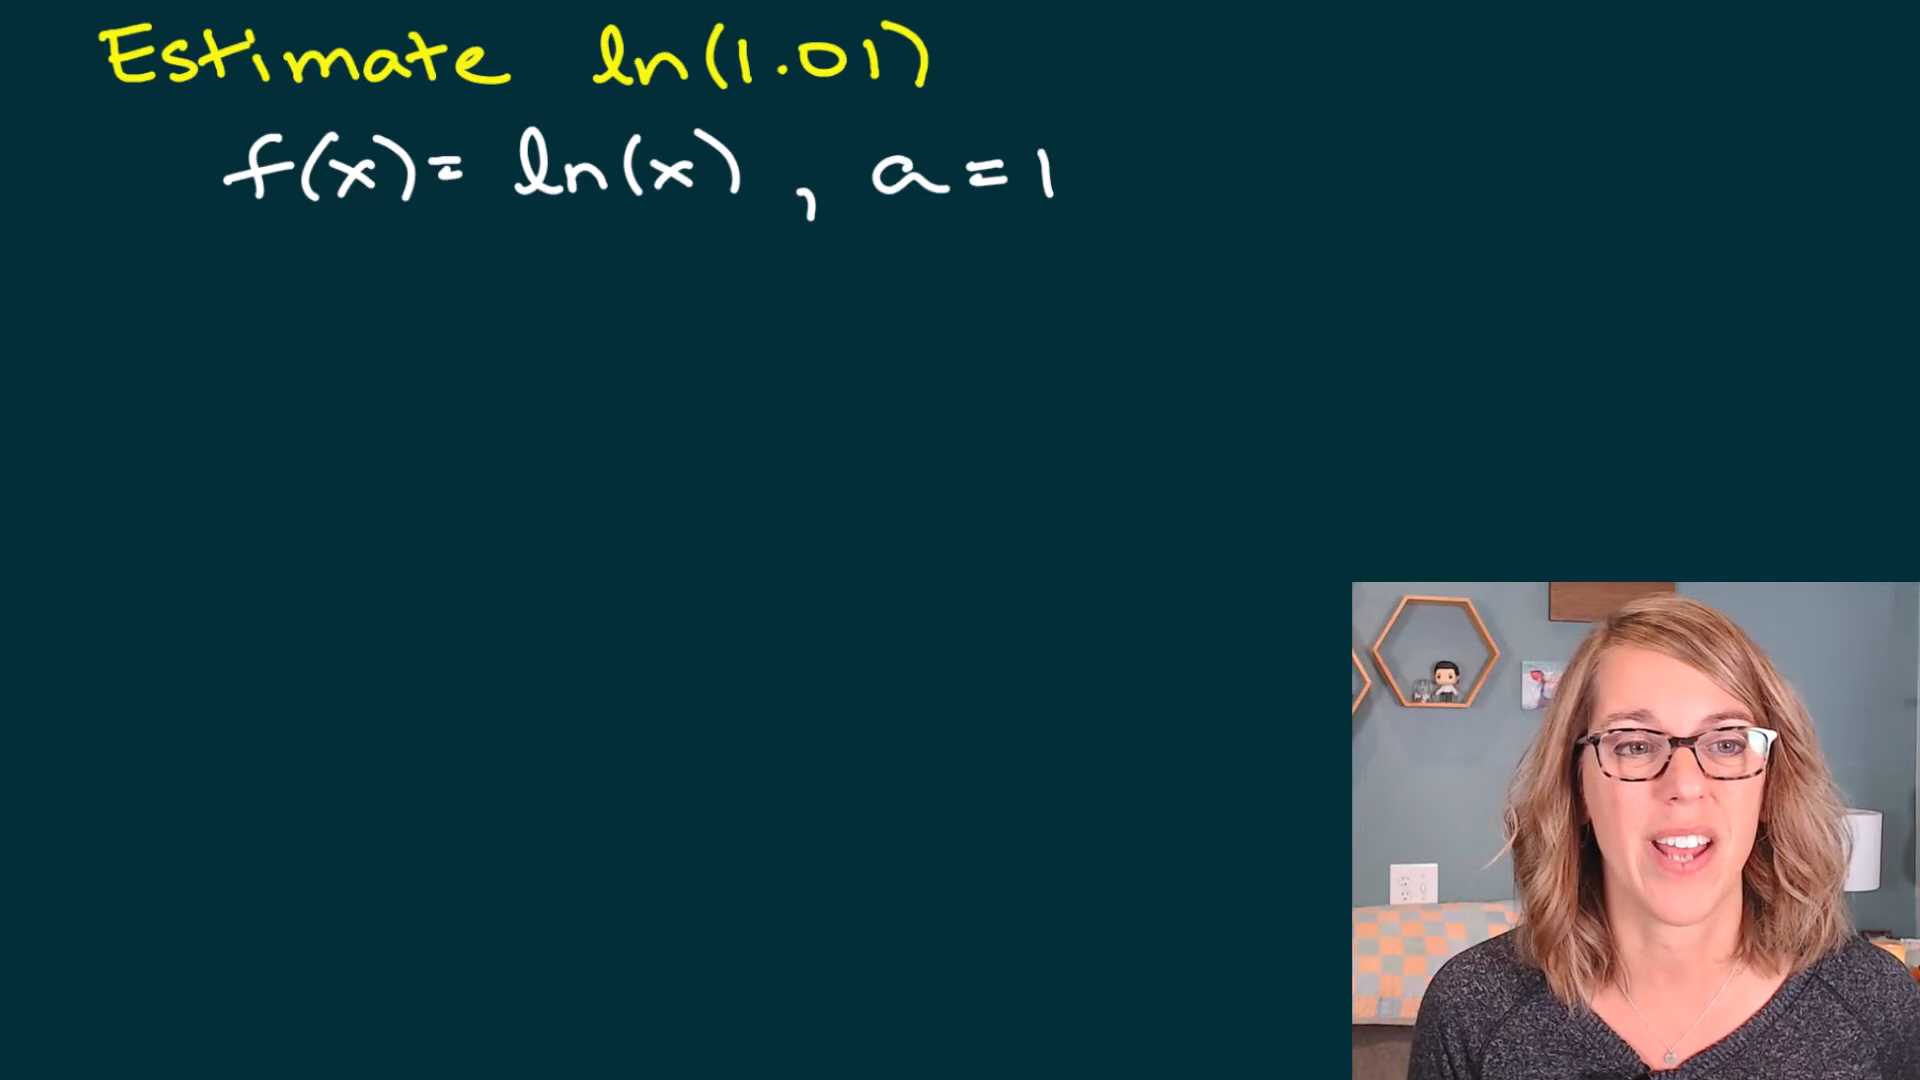 Estimate ln(1.01)
f(x)= ln(x) , a=1